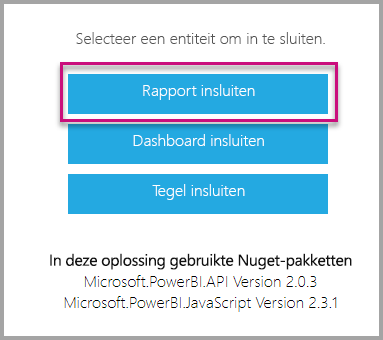 Selecteer een entiteit om in te sluiten.
Rapport insluiten
Dashboard insluiten
Tegel insluiten
In deze oplossing gebruikte Nuget-pakketten
Microsoft.PowerBI.API Version 2.0.3
Microsoft.PowerBI.JavaScript Version 2.3.1